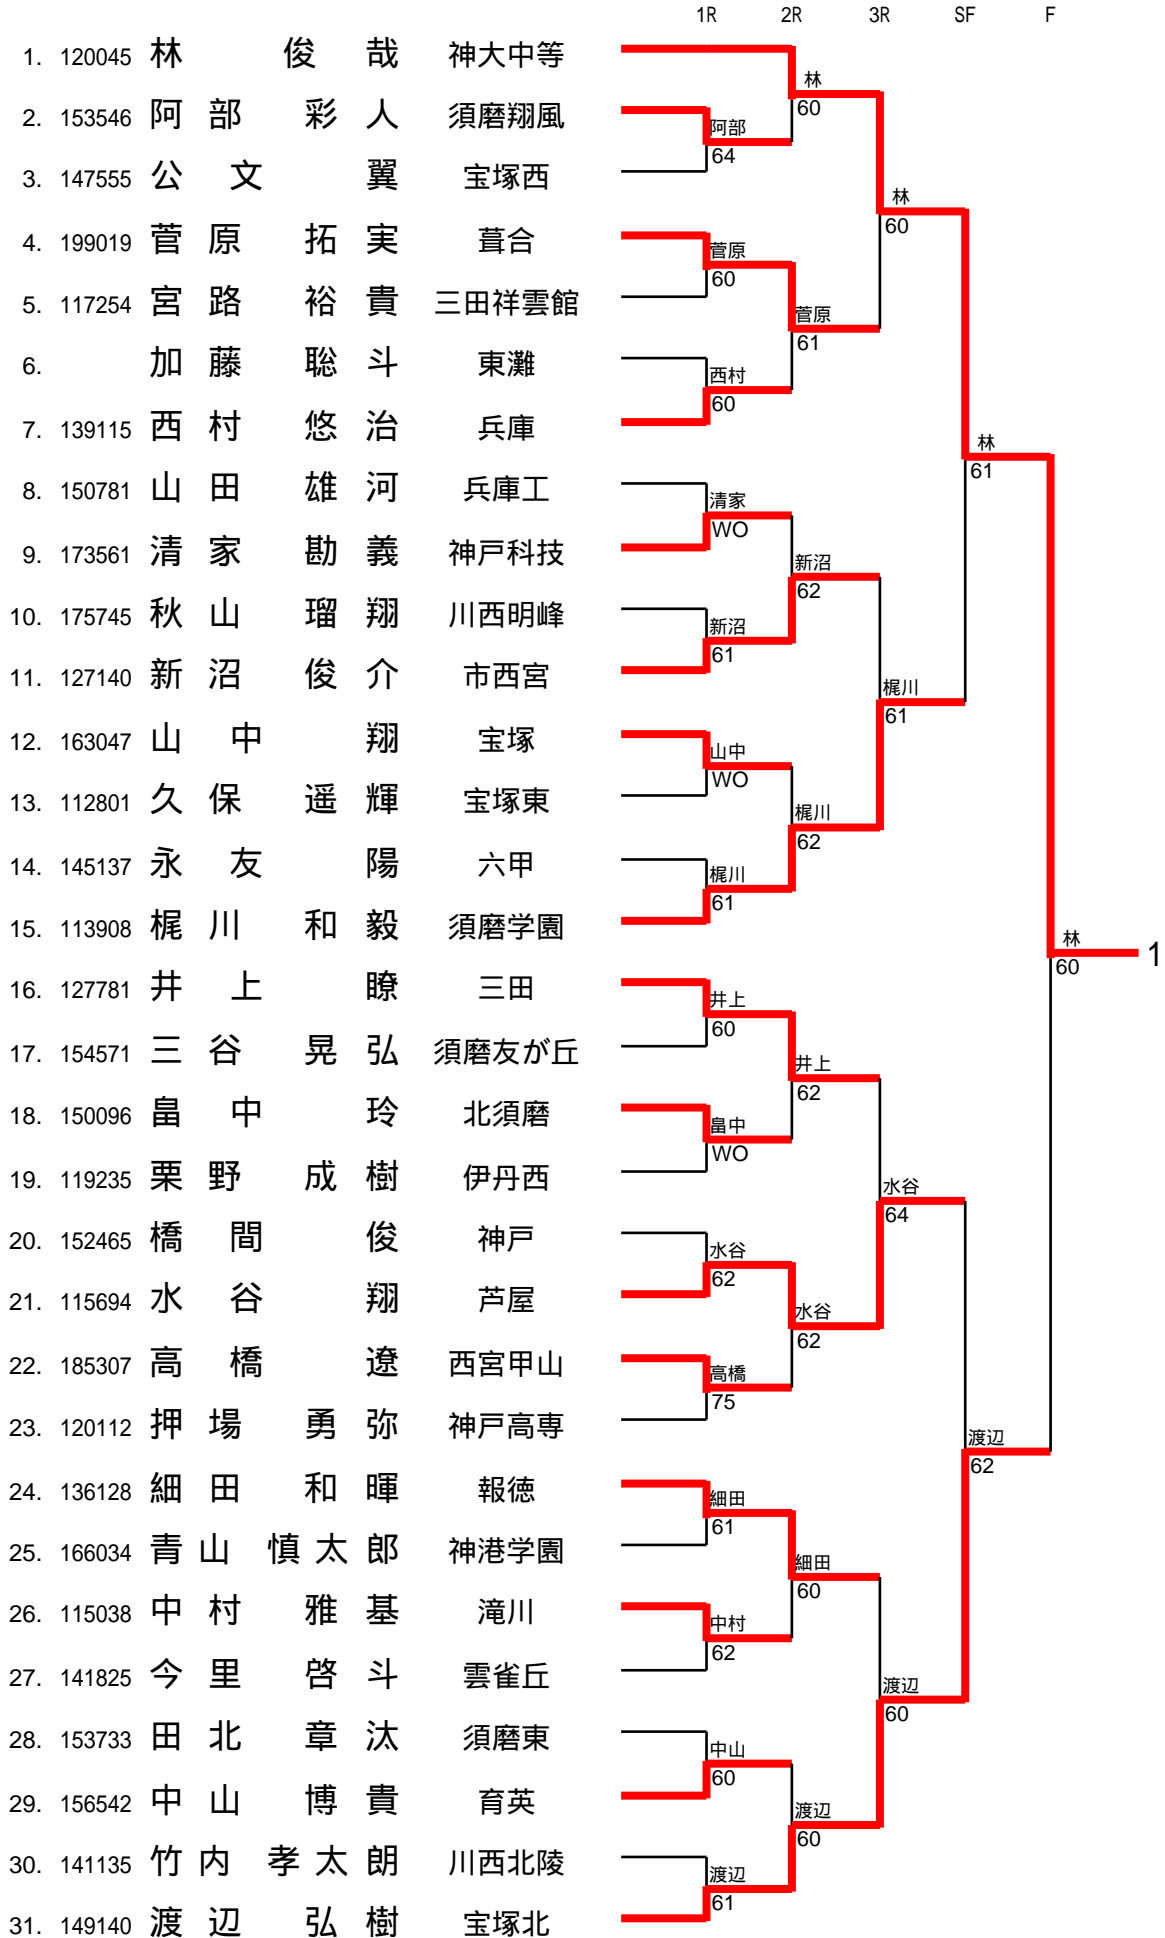 1R 2R 3R SF F
1. 120045 林 俊哉 神大中等
2. 153546 阿部 彩人 須磨翔風
3. 147555 公文 翼 宝塚西
4. 199019 菅原 拓実 葺合
5. 117254 宮路 裕貴 三田祥雲館
6. 加藤 聡斗 東灘
7. 139115 西村 悠治 兵庫
8. 150781 山田 雄河 兵庫工
9. 173561 清家 勘義 神戸科技
10. 175745 秋山 瑠翔 川西明峰
11. 127140 新沼 俊介 市西宮
12. 163047 山中 翔 宝塚
13. 112801 久保 遥輝 宝塚東
14. 145137 永友 陽 六甲
15. 113908 梶川 和毅 須磨学園
16. 127781 井上 瞭 三田
17. 154571 三谷 晃弘 須磨友が丘
18. 150096 畠中 玲 北須磨
19. 119235 栗野 成樹 伊丹西
20. 152465 橋間 俊 神戸
21. 115694 水谷 翔 芦屋
22. 185307 高橋 遼 西宮甲山
23. 120112 押場 勇弥 神戸高専
24. 136128 細田 和暉 報徳
25. 166034 青山 慎太郎 神港学園
26. 115038 中村 雅基 滝川
27. 141825 今里 啓斗 雲雀丘
28. 153733 田北 章汰 須磨東
29. 156542 中山 博貴 育英
30. 141135 竹内 孝太朗 川西北陵
31. 149140 渡辺 弘樹 宝塚北
阿部
64
菅原
60
西村
60
清家
WO
新沼
61
山中
WO
梶川
61
井上
60
畠中
WO
水谷
62
高橋
75
細田
61
中村
62
中山
60
渡辺
61
林
60
菅原
61
新沼
62
梶川
62
井上
62
水谷
62
細田
60
渡辺
60
林
60
梶川
61
水谷
64
渡辺
60
林
61
渡辺
62
林
60
1